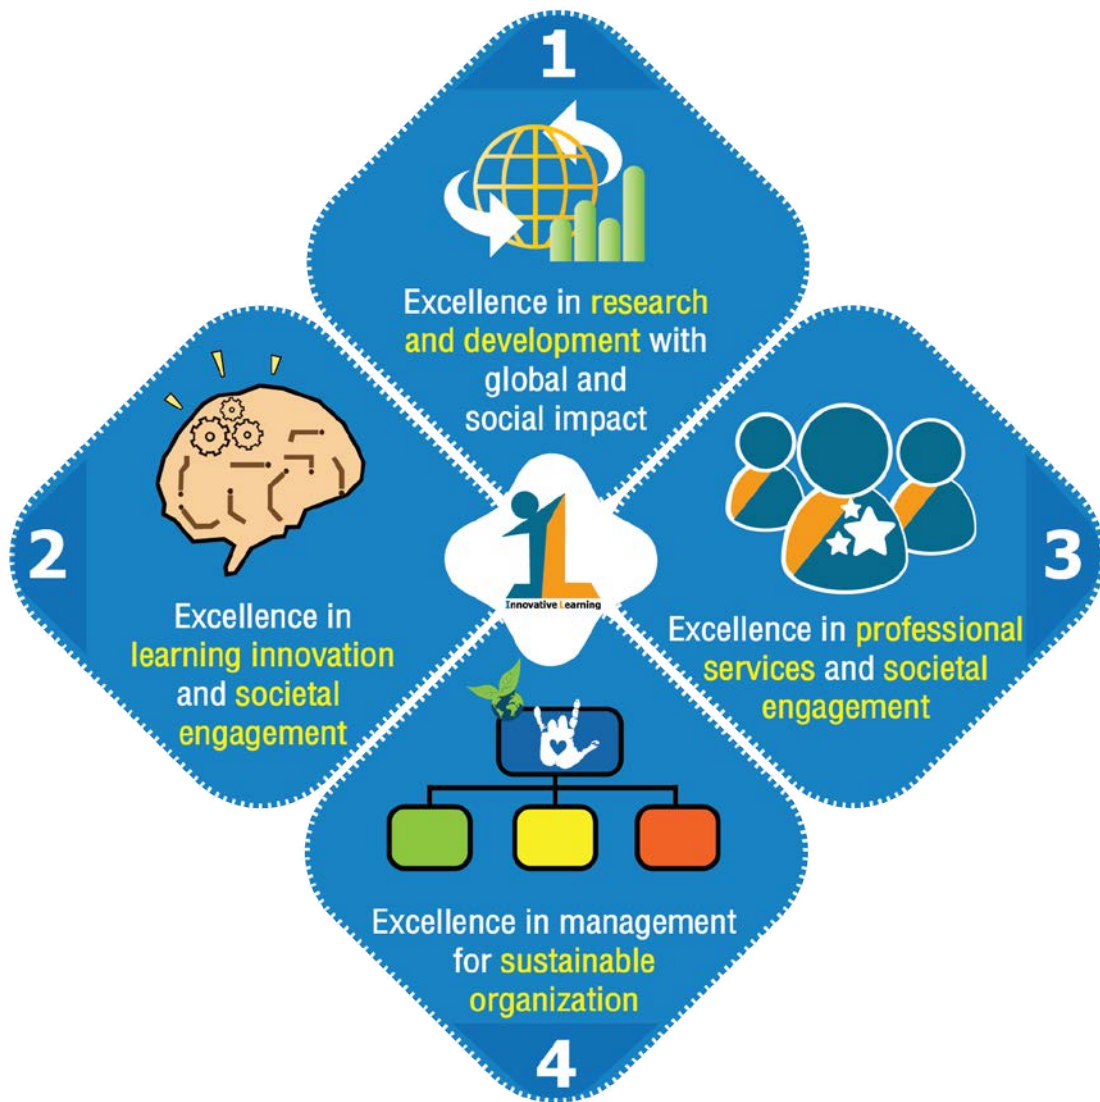 1
Excellence in research
and development with
global and
social impact
2
Excellence in
learning innovation
and societal
engagement
3
Excellence in professional
services and societal
engagement
iL
Innovative Learning
Excellence in management
for sustainable
organization
4